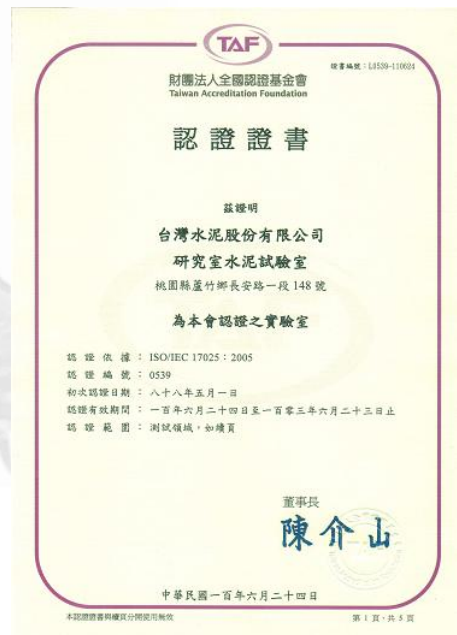 TAF
證書編號：L0539-110624
財團法人全國認證基金會
Taiwan Accreditation Foundation
認證證書
茲證明
台灣水泥股份有限公司
研究室水泥試驗室
桃園縣蘆竹鄉長安路一段148號
為本會認證之實驗室
認證依據：ISO/IEC 17025：2005
認證編號：0539
初次認證日期：八十八年五月一日
認證有效期間：一百年六月二十四日至一百零三年六月二十三日止
認證範圍：測試領域，如續頁
董事長
陳介山
中華民國一百年六月二十四日
本認證證書與續頁分開使用無效
第1頁，共5頁